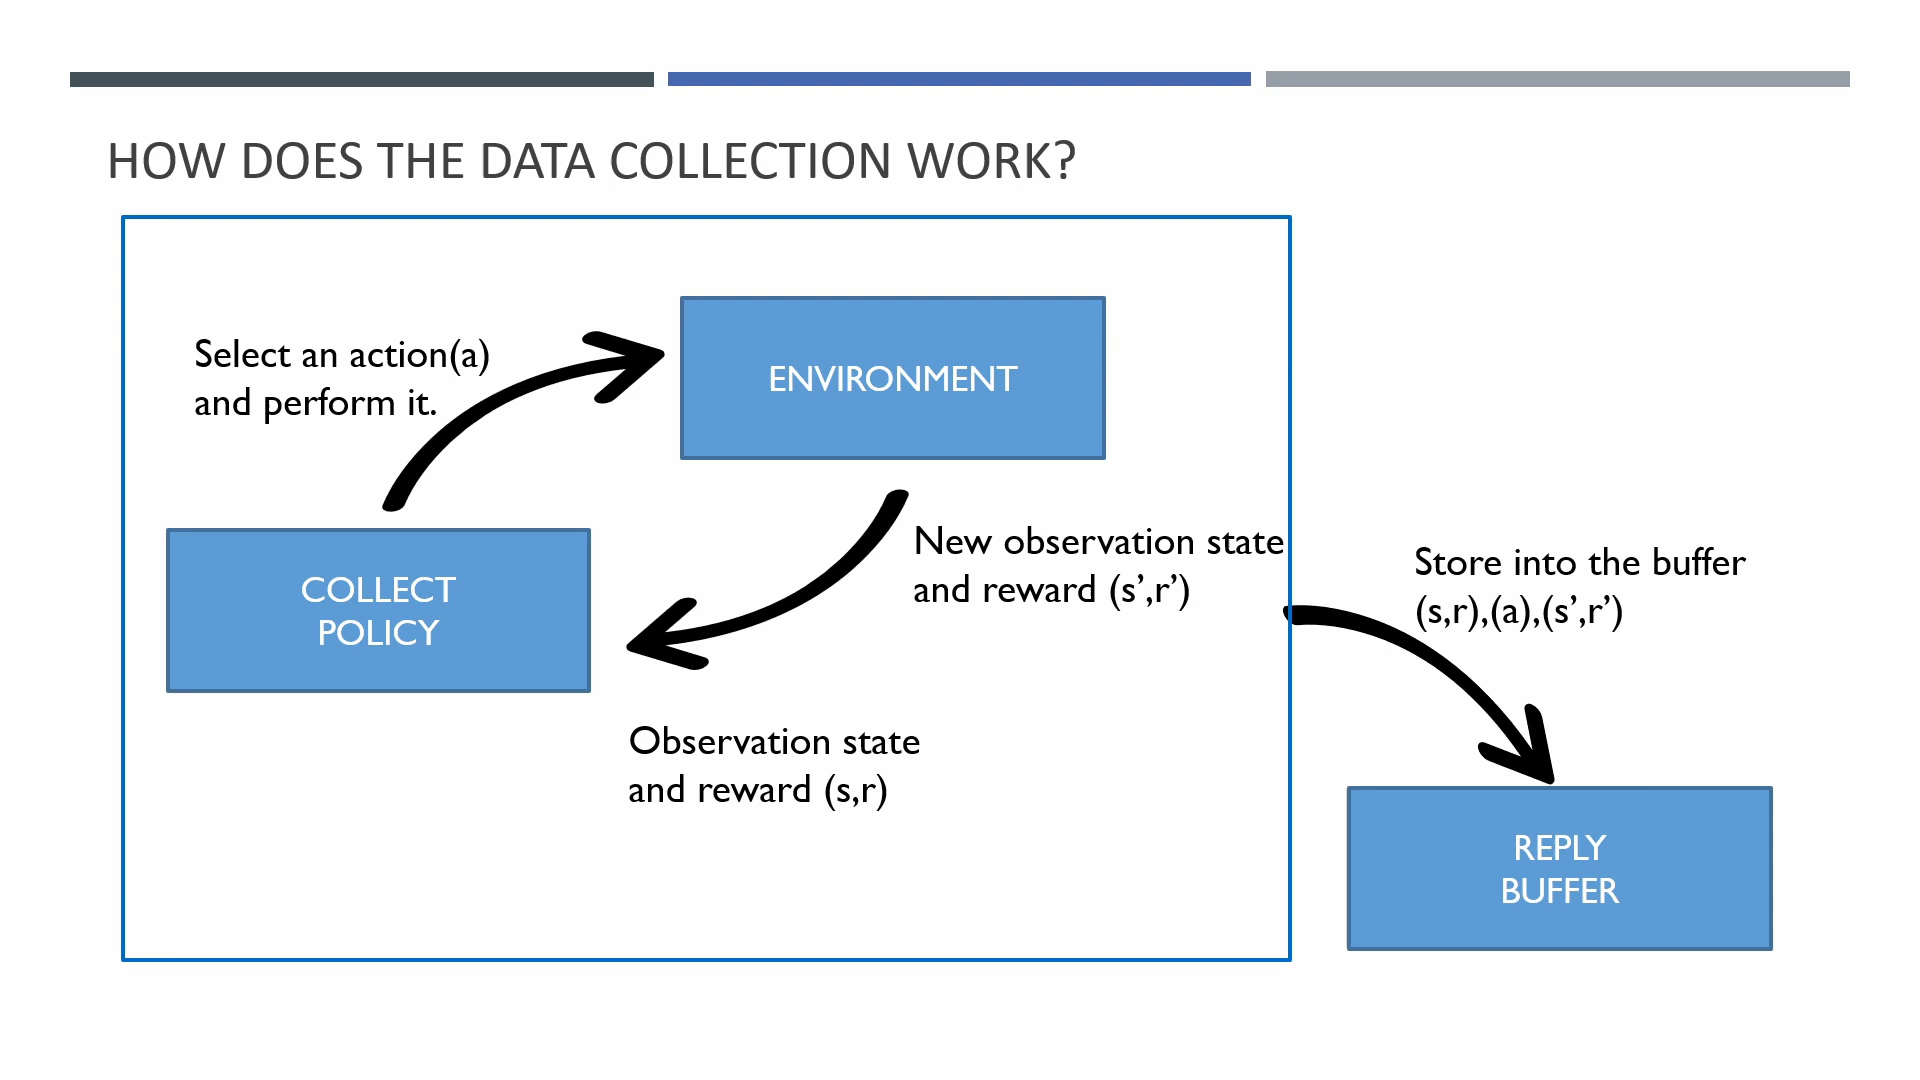 HOW DOES THE DATA COLLECTION WORK?
Select an action(a)
and perform it.
ENVIRONMENT
COLLECT
POLICY
New observation state
and reward (s’,r’)
Observation state
and reward (s,r)
Store into the buffer
(s,r),(a),(s’,r’)
REPLY
BUFFER